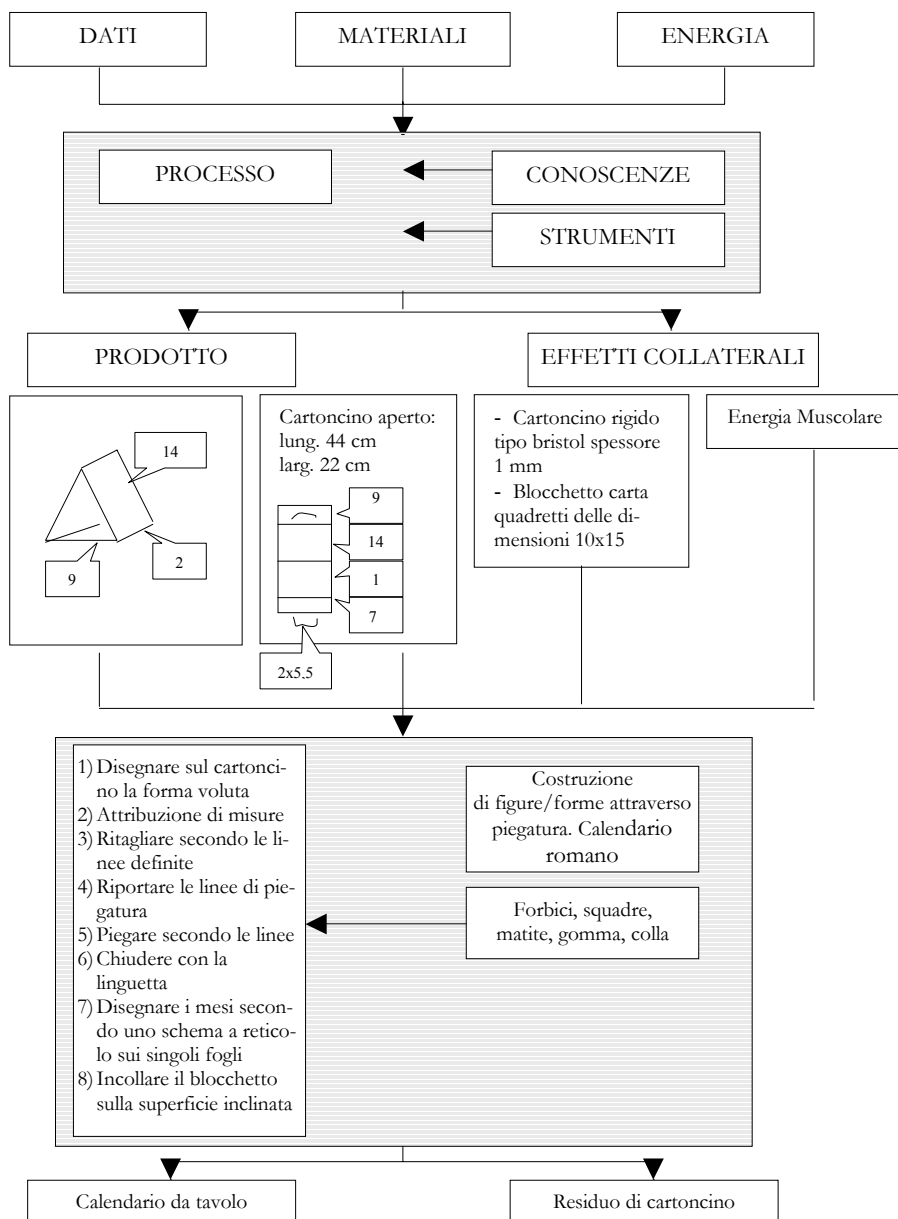 DATI
MATERIALI
ENERGIA
PROCESSO
CONOSCENZE
STRUMENTI
PRODOTTO
EFFETTI COLLATERALI
14
9
2
Cartoncino aperto:
lung. 44 cm
larg. 22 cm
9
14
1
7
2x5,5
- Cartoncino rigido
tipo bristol spessore
1 mm
- Blocchetto carta
quadretti delle di-
mensioni 10x15
Energia Muscolare
1) Disegnare sul cartonci-
no la forma voluta
2) Attribuzione di misure
3) Ritagliare secondo le li-
nee definite
4) Riportare le linee di pie-
gatura
5) Piegare secondo le linee
6) Chiudere con la
linguetta
7) Disegnare i mesi secon-
do uno schema a retico-
lo sui singoli fogli
8) Incollare il blocchetto
sulla superficie inclinata
Costruzione
di figure/forme attraverso
piegatura. Calendario
romano
Forbici, squadre,
matite, gomma, colla
Calendario da tavolo
Residuo di cartoncino